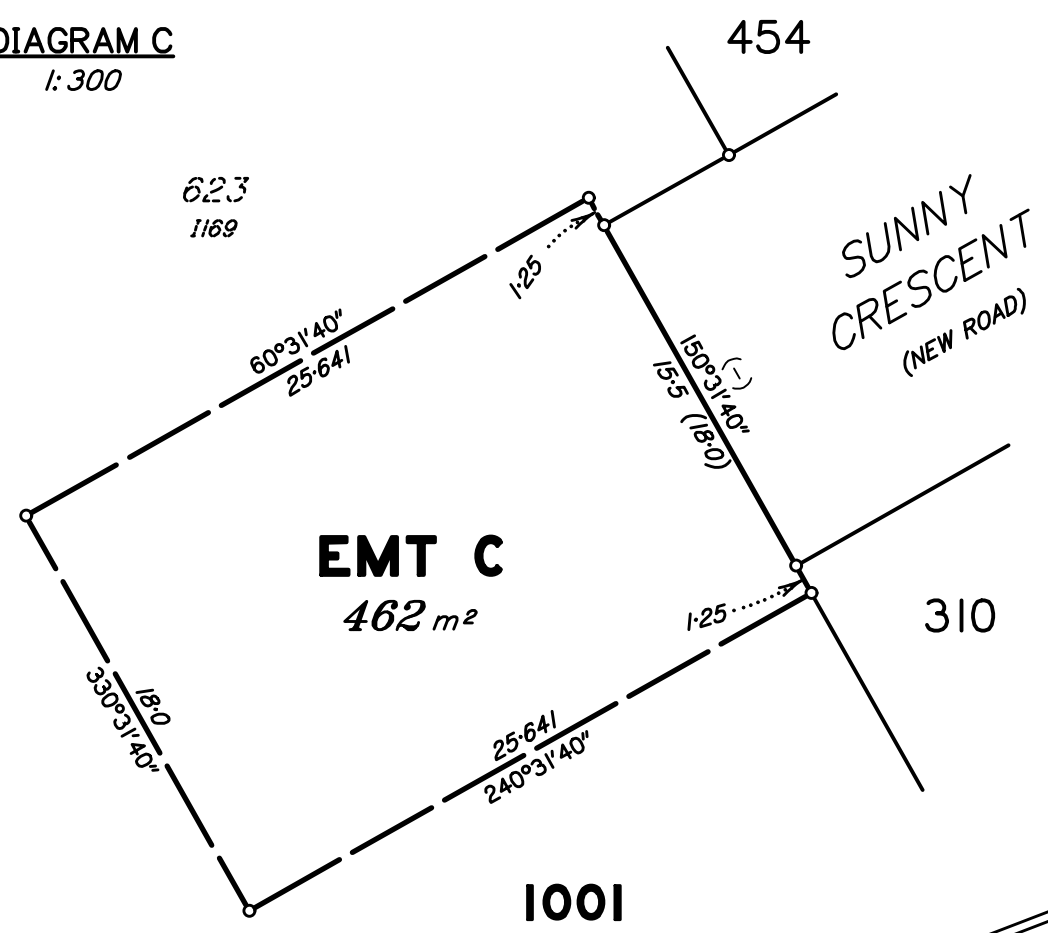 DIAGRAM C
1:300
454
623
1169
SUNNY
CRESCENT
(NEW ROAD)
1·25
60°31'40"
25·641
150°31'40"
(–)
15·5 (18·0)
EMT C
462 m²
1·25
310
18·0
330°31'40"
25·641
240°31'40"
1001